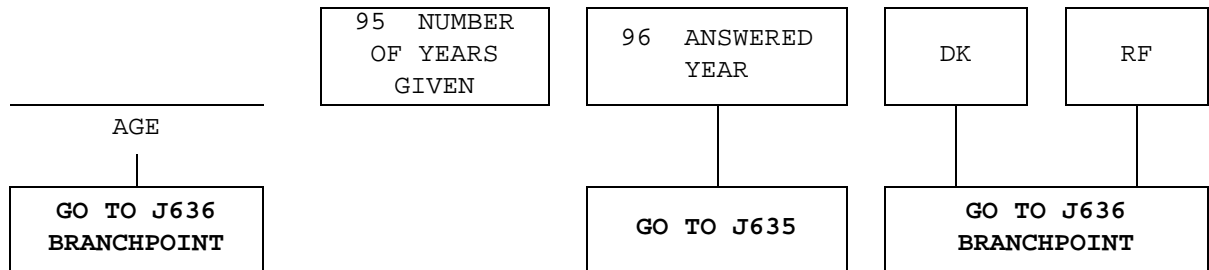 95 NUMBER
OF YEARS
GIVEN
96 ANSWERED
YEAR
DK
RF
AGE
GO TO J636
BRANCHPOINT
GO TO J635
GO TO J636
BRANCHPOINT